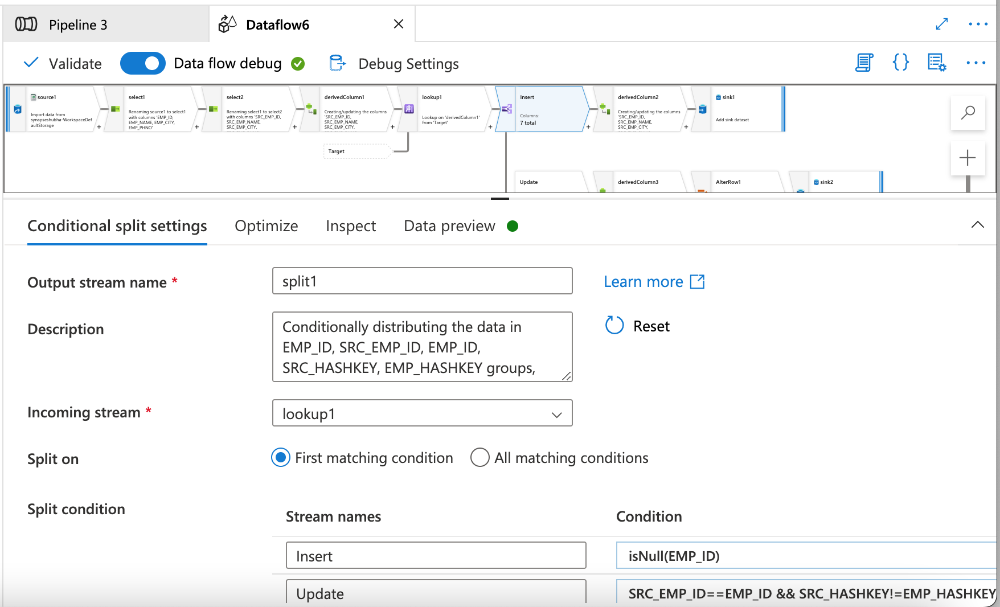 Pipeline 3
Dataflow6
Validate
Data flow debug
Debug Settings
source1
Import data from
synapseshubha-WorkspaceDef
aultStorage
+
select1
Renaming source1 to select1
with columns 'EMP_ID,
EMP_NAME, EMP_CITY,
EMP_PHNO'
+
select2
Renaming select1 to select2
with columns 'SRC_EMP_ID,
SRC_EMP_NAME,
SRC_EMP_CITY,
+
derivedColumn1
Creating/updating the columns
'SRC_EMP_ID,
SRC_EMP_NAME,
SRC_EMP_CITY,
+
lookup1
Lookup on 'derivedColumn1'
from 'Target'
+
Insert
Columns:
7 total
+
derivedColumn2
Creating/updating the columns
'SRC_EMP_ID,
SRC_EMP_NAME,
SRC_EMP_CITY,
+
sink1
Add sink dataset
Target
Update
derivedColumn3
AlterRow1
sink2
Conditional split settings
Optimize
Inspect
Data preview
Output stream name *
split1
Learn more
Description
Conditionally distributing the data in
EMP_ID, SRC_EMP_ID, EMP_ID,
SRC_HASHKEY, EMP_HASHKEY groups,
Reset
Incoming stream *
lookup1
Split on
First matching condition
All matching conditions
Split condition
Stream names
Condition
Insert
isNull(EMP_ID)
Update
SRC_EMP_ID==EMP_ID && SRC_HASHKEY!=EMP_HASHKEY